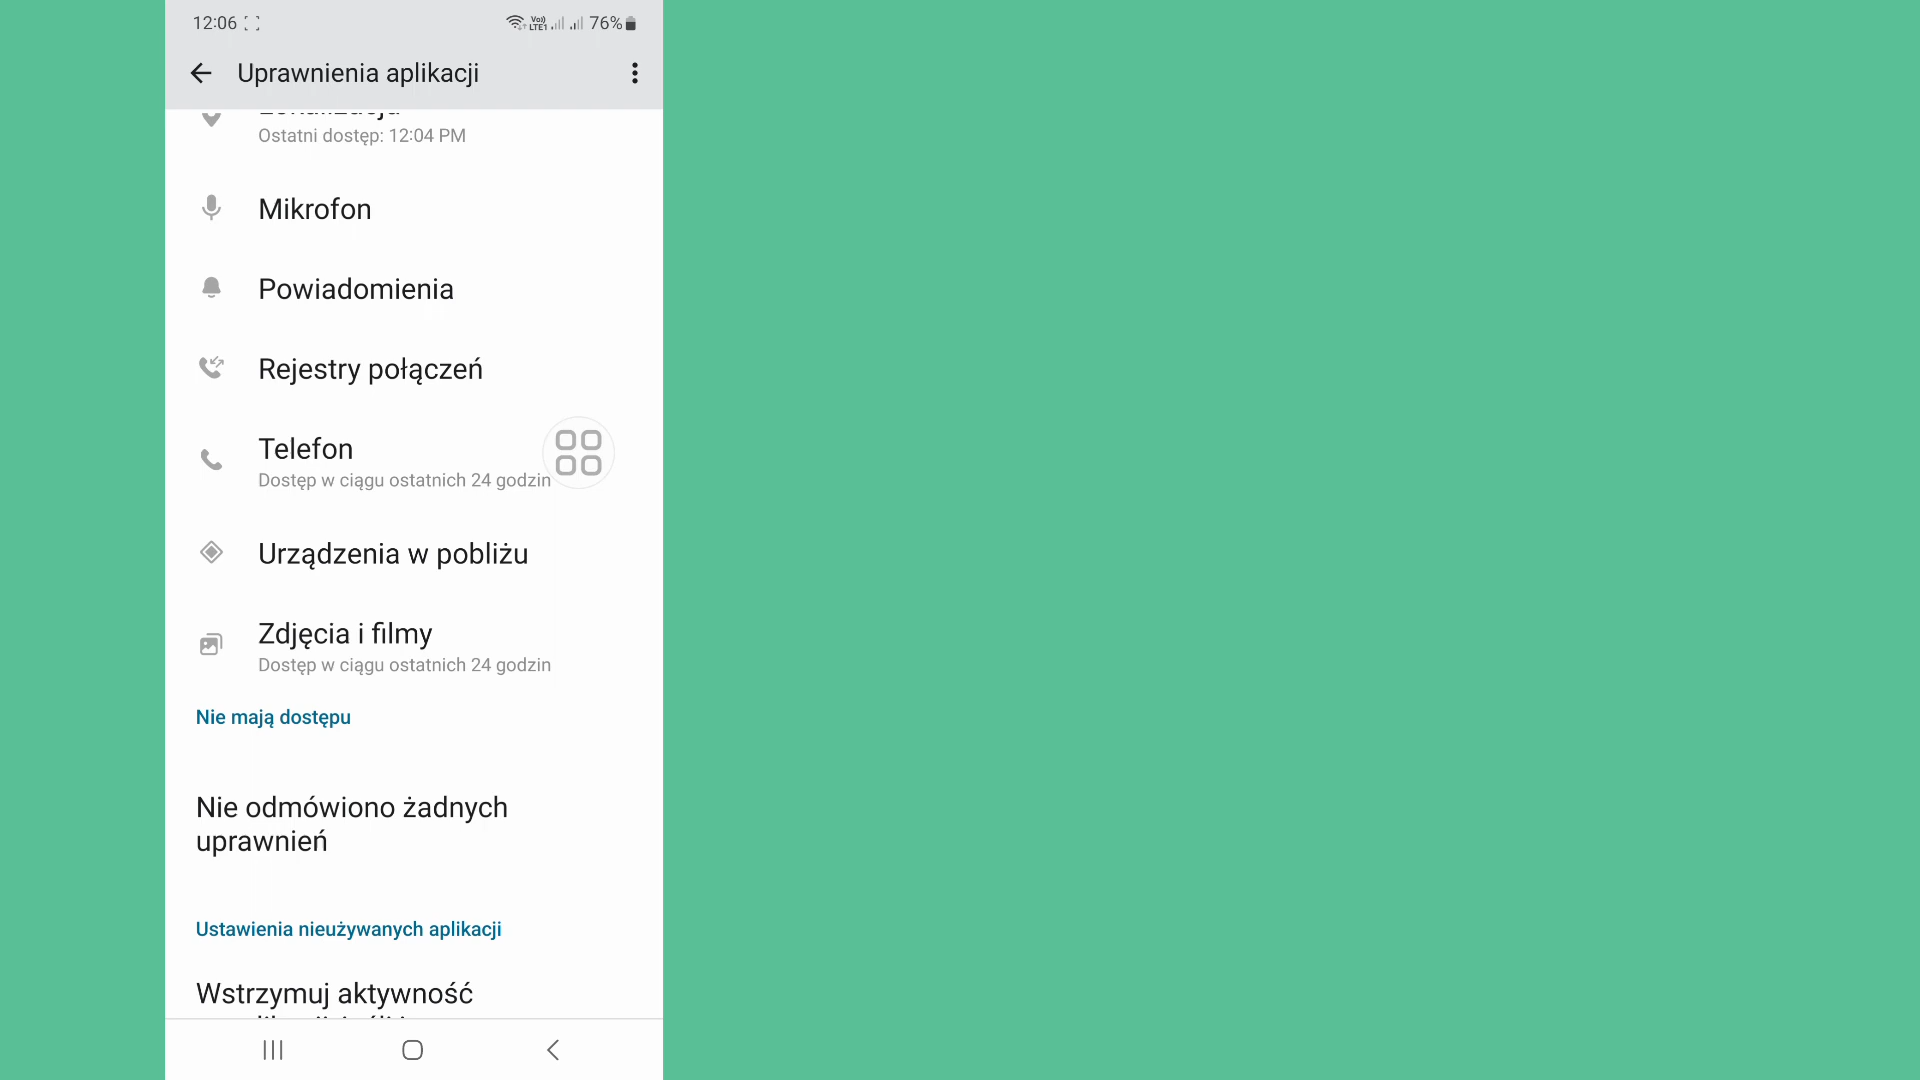 12:06 76%
Uprawnienia aplikacji
Ostatni dostęp: 12:04 PM
Mikrofon
Powiadomienia
Rejestry połączeń
Telefon
Dostęp w ciągu ostatnich 24 godzin
Urządzenia w pobliżu
Zdjęcia i filmy
Dostęp w ciągu ostatnich 24 godzin
Nie mają dostępu
Nie odmówiono żadnych
uprawnień
Ustawienia nieużywanych aplikacji
Wstrzymuj aktywność